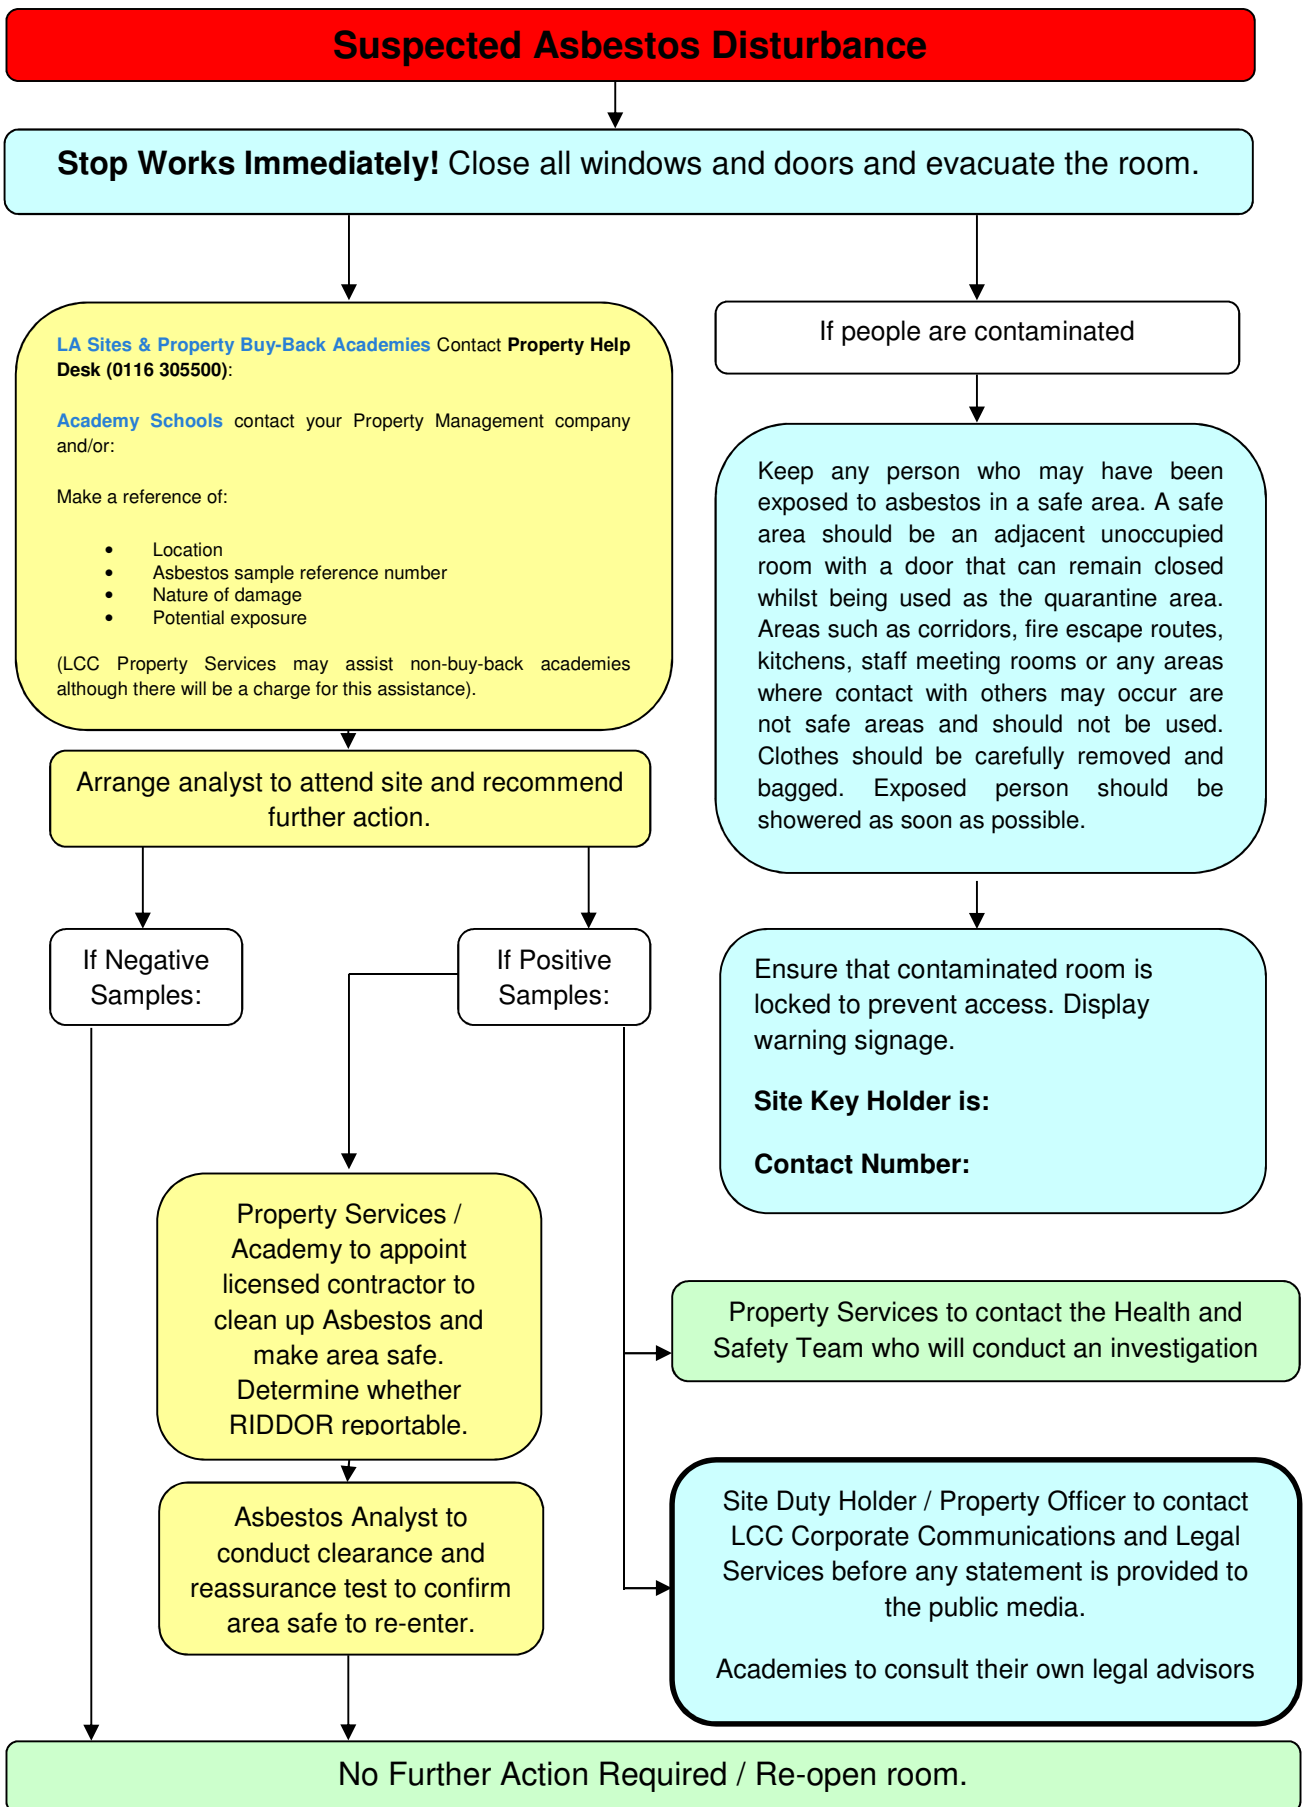 Suspected Asbestos Disturbance
Stop Works Immediately! Close all windows and doors and evacuate the room.
LA Sites & Property Buy-Back Academies Contact Property Help
Desk (0116 305500):
Academy Schools contact your Property Management company
and/or:
Make a reference of:
• Location
• Asbestos sample reference number
• Nature of damage
• Potential exposure
(LCC Property Services may assist non-buy-back academies
although there will be a charge for this assistance).
If people are contaminated
Keep any person who may have been
exposed to asbestos in a safe area. A safe
area should be an adjacent unoccupied
room with a door that can remain closed
whilst being used as the quarantine area.
Areas such as corridors, fire escape routes,
kitchens, staff meeting rooms or any areas
where contact with others may occur are
not safe areas and should not be used.
Clothes should be carefully removed and
bagged. Exposed person should be
showered as soon as possible.
Arrange analyst to attend site and recommend
further action.
If Negative
Samples:
If Positive
Samples:
Ensure that contaminated room is
locked to prevent access. Display
warning signage.
Site Key Holder is:
Contact Number:
Property Services /
Academy to appoint
licensed contractor to
clean up Asbestos and
make area safe.
Determine whether
RIDDOR reportable.
Property Services to contact the Health and
Safety Team who will conduct an investigation
Asbestos Analyst to
conduct clearance and
reassurance test to confirm
area safe to re-enter.
Site Duty Holder / Property Officer to contact
LCC Corporate Communications and Legal
Services before any statement is provided to
the public media.
Academies to consult their own legal advisors
No Further Action Required / Re-open room.